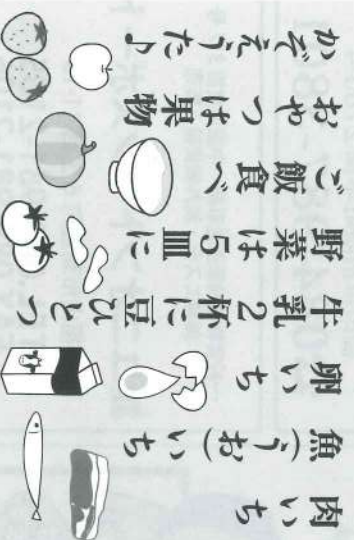 肉いち
魚(うお)いち
卵いち
牛乳2杯に豆ひとつ
野菜は5皿に
ご飯食べ
おやつは果物
かぞえうた♪